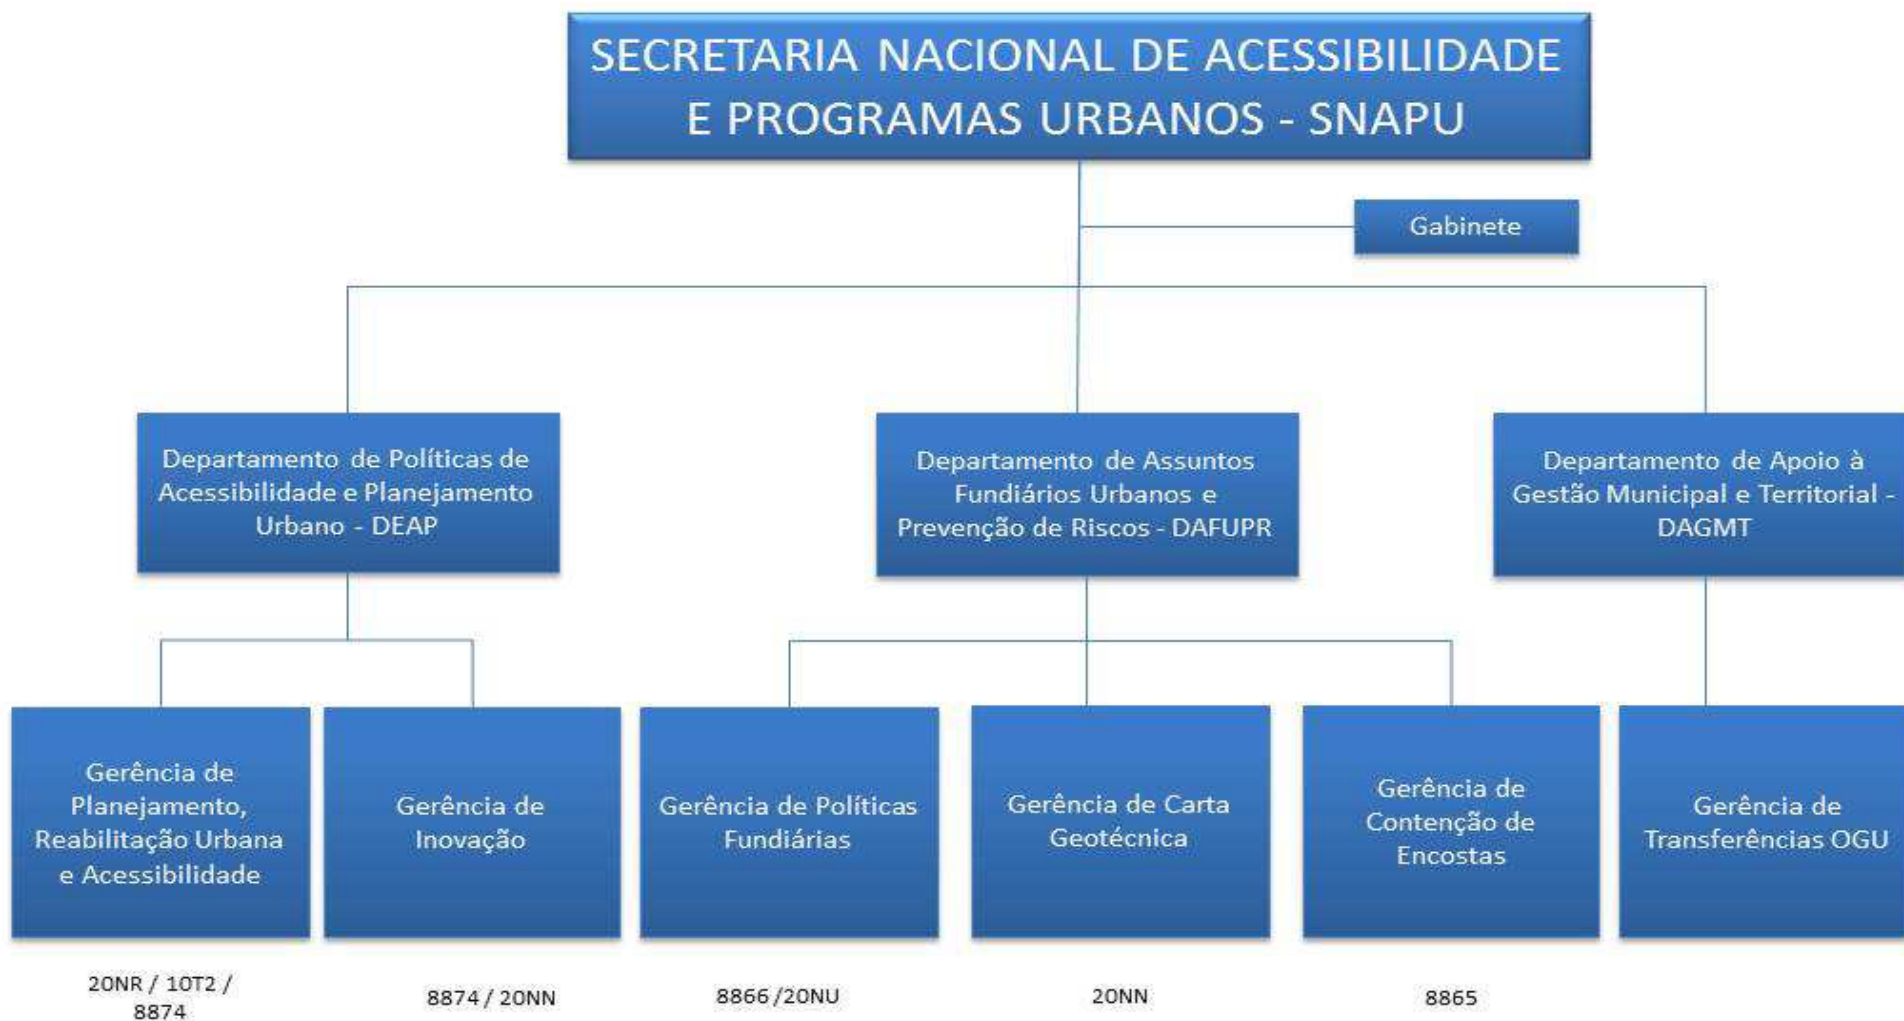 SECRETARIA NACIONAL DE ACESSIBILIDADE
E PROGRAMAS URBANOS - SNAPU
Gabinete
Departamento de Políticas de
Acessibilidade e Planejamento
Urbano - DEAP
Departamento de Assuntos
Fundiários Urbanos e
Prevenção de Riscos - DAFUPR
Departamento de Apoio à
Gestão Municipal e Territorial -
DAGMT
Gerência de
Planejamento,
Reabilitação Urbana
e Acessibilidade
Gerência de
Inovação
Gerência de Políticas
Fundiárias
Gerência de Carta
Geotécnica
Gerência de
Contenção de
Encostas
Gerência de
Transferências OGU
20NR / 10T2 /
8874
8874 / 20NN
8866 /20NU
20NN
8865